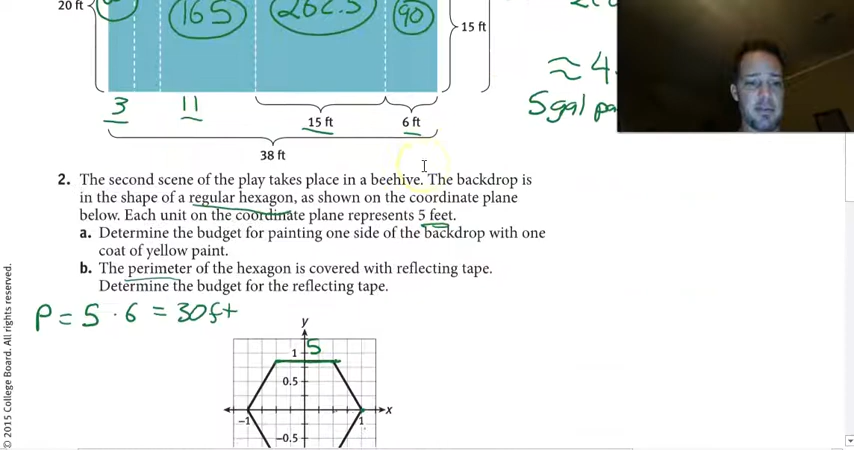 20 ft
165
262.5
90
15 ft
≈ 4.
5gal pa
3
11
15 ft
6 ft
38 ft
2. The second scene of the play takes place in a beehive. The backdrop is
in the shape of a regular hexagon, as shown on the coordinate plane
below. Each unit on the coordinate plane represents 5 feet.
a. Determine the budget for painting one side of the backdrop with one
coat of yellow paint.
b. The perimeter of the hexagon is covered with reflecting tape.
Determine the budget for the reflecting tape.
P = 5 · 6 = 30ft
y
1
5
0.5
x
−1
1
−0.5
© 2015 College Board. All rights reserved.